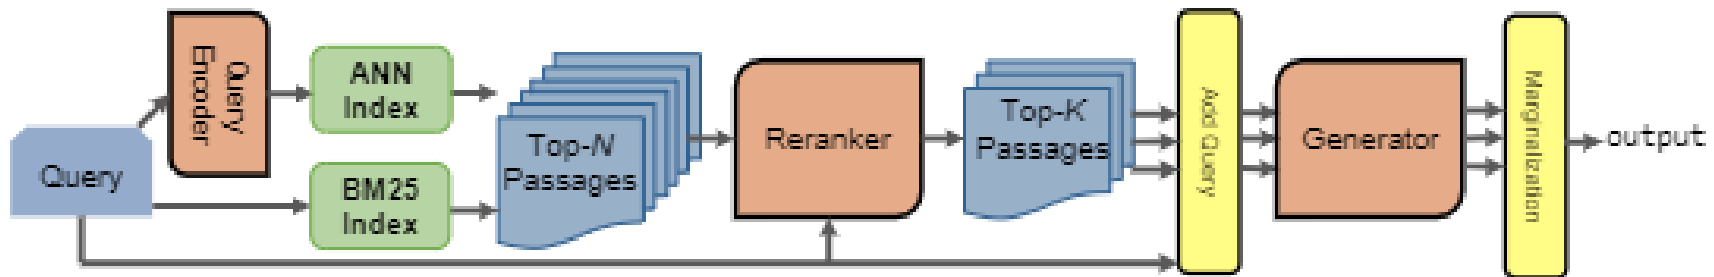 Query
Query
Encoder
ANN
Index
BM25
Index
Top-N
Passages
Reranker
Top-K
Passages
Add Query
Generator
Marginalization
output